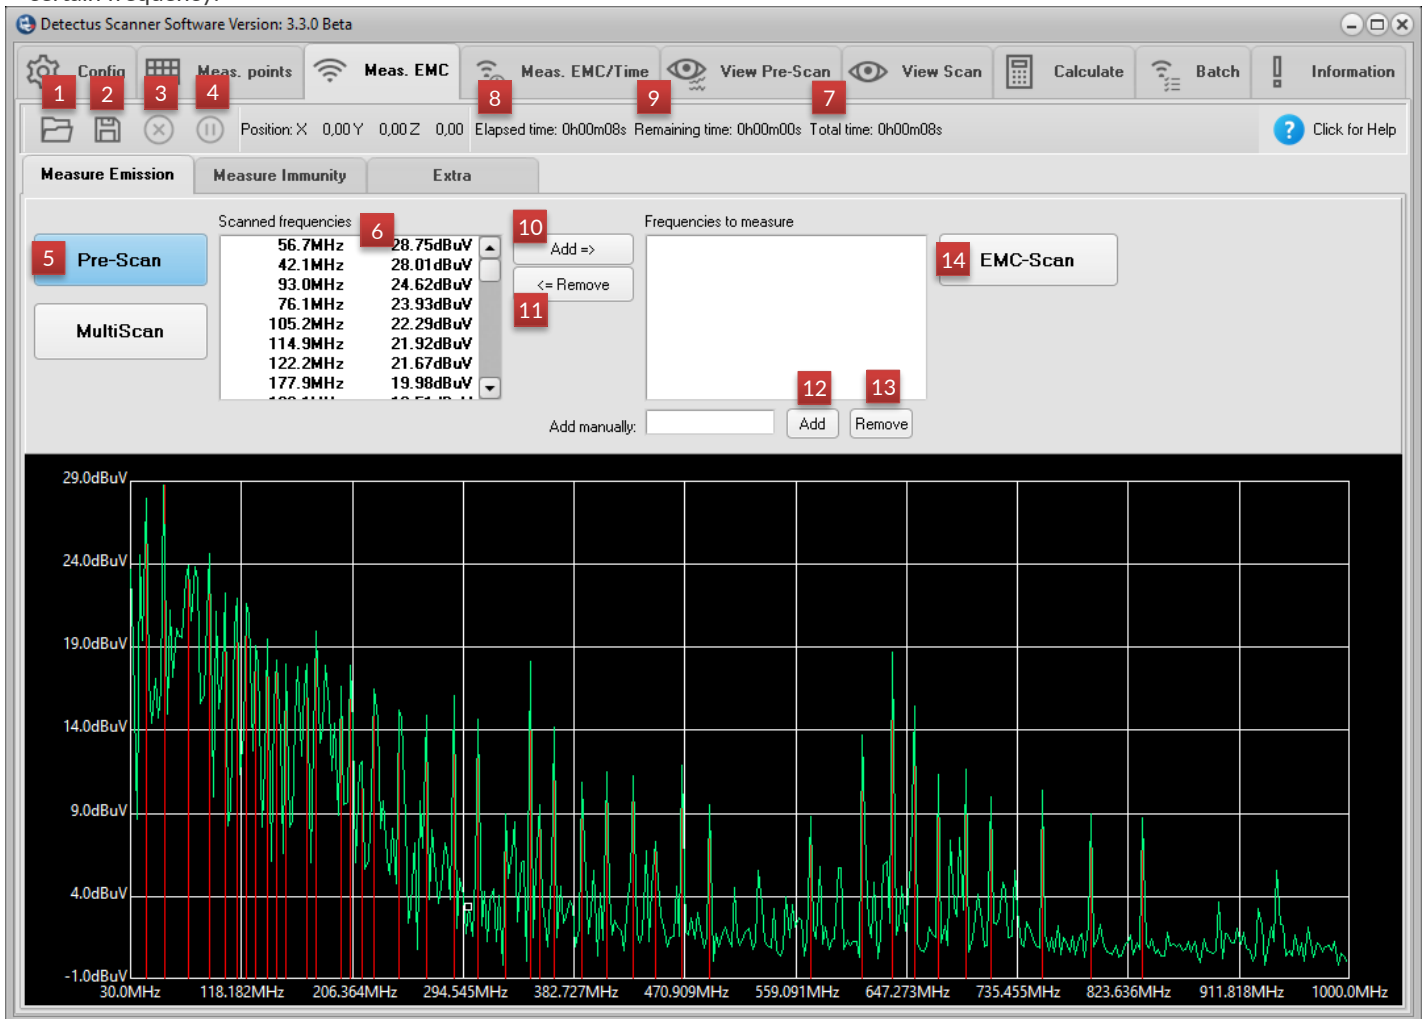 certain frequency).
Detectus Scanner Software Version: 3.3.0 Beta
Config Meas. points Meas. EMC Meas. EMC/Time View Pre-Scan View Scan Calculate Batch Information
1 2 3 4 8 9 7
Position: X 0,00 Y 0,00 Z 0,00 Elapsed time: 0h00m08s Remaining time: 0h00m00s Total time: 0h00m08s ? Click for Help
Measure Emission Measure Immunity Extra
Scanned frequencies 6 10 Frequencies to measure
5 Pre-Scan
MultiScan
56.7MHz 28.75dBuV
42.1MHz 28.01dBuV
93.0MHz 24.62dBuV
76.1MHz 23.93dBuV
105.2MHz 22.29dBuV
114.9MHz 21.92dBuV
122.2MHz 21.67dBuV
177.9MHz 19.98dBuV
Add =>
<= Remove
11
14 EMC-Scan
12 13
Add manually: Add Remove
29.0dBuV
24.0dBuV
19.0dBuV
14.0dBuV
9.0dBuV
4.0dBuV
-1.0dBuV
30.0MHz 118.182MHz 206.364MHz 294.545MHz 382.727MHz 470.909MHz 559.091MHz 647.273MHz 735.455MHz 823.636MHz 911.818MHz 1000.0MHz